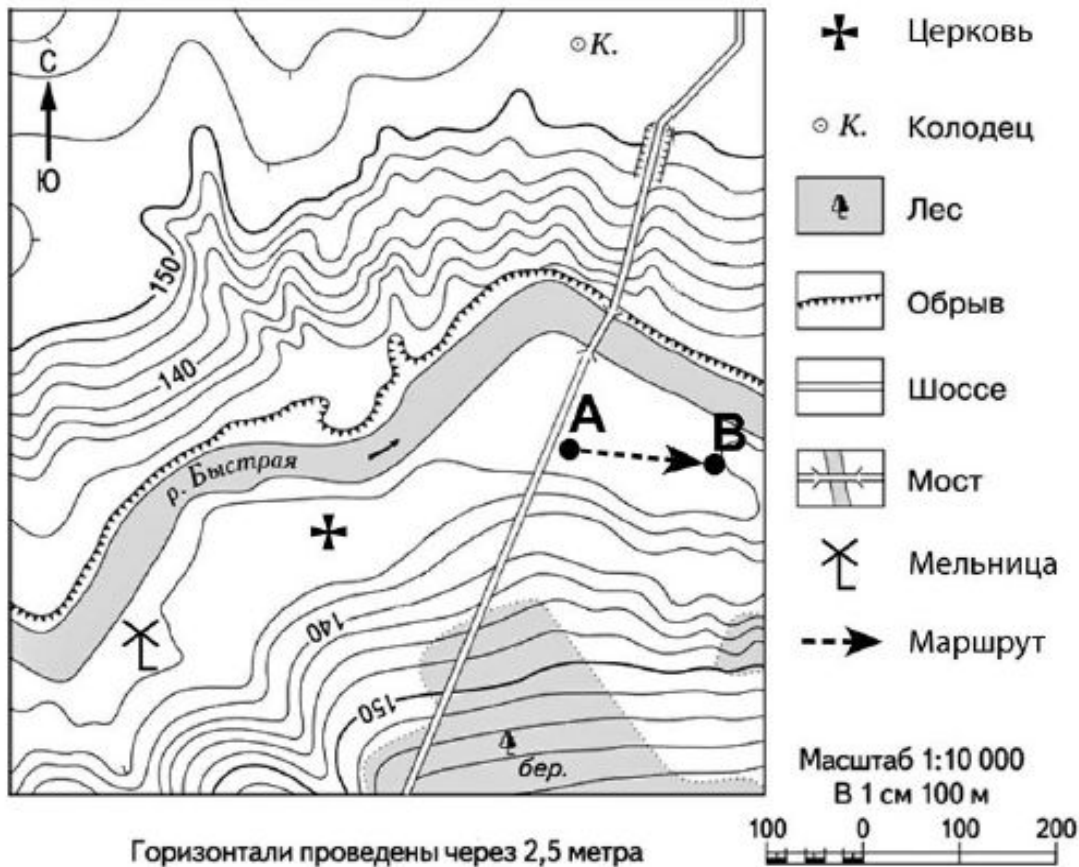 С
Ю
К.
150
140
р. Быстрая
А
В
140
150
бер.
Горизонтали проведены через 2,5 метра
Церковь
К. Колодец
Лес
Обрыв
Шоссе
Мост
Мельница
Маршрут
Масштаб 1:10 000
В 1 см 100 м
100 0 100 200